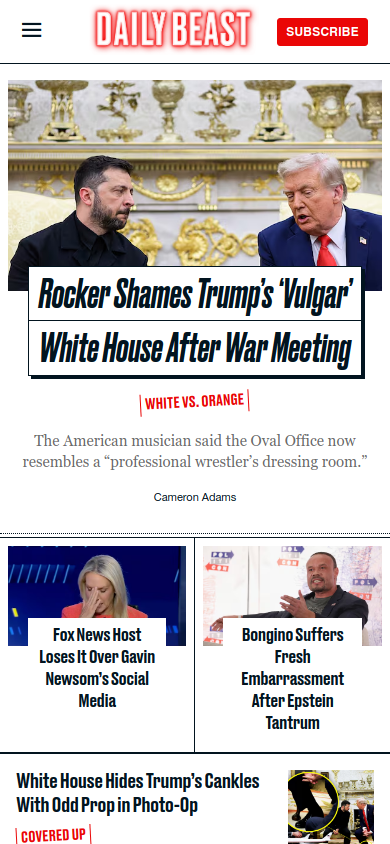 DAILY BEAST
SUBSCRIBE
Rocker Shames Trump's ‘Vulgar’
White House After War Meeting
WHITE VS. ORANGE
The American musician said the Oval Office now
resembles a “professional wrestler’s dressing room.”
Cameron Adams
Fox News Host
Loses It Over Gavin
Newsom’s Social
Media
POL
CON
POL
Bongino Suffers
Fresh
Embarrassment
After Epstein
Tantrum
White House Hides Trump’s Cankles
With Odd Prop in Photo-Op
COVERED UP